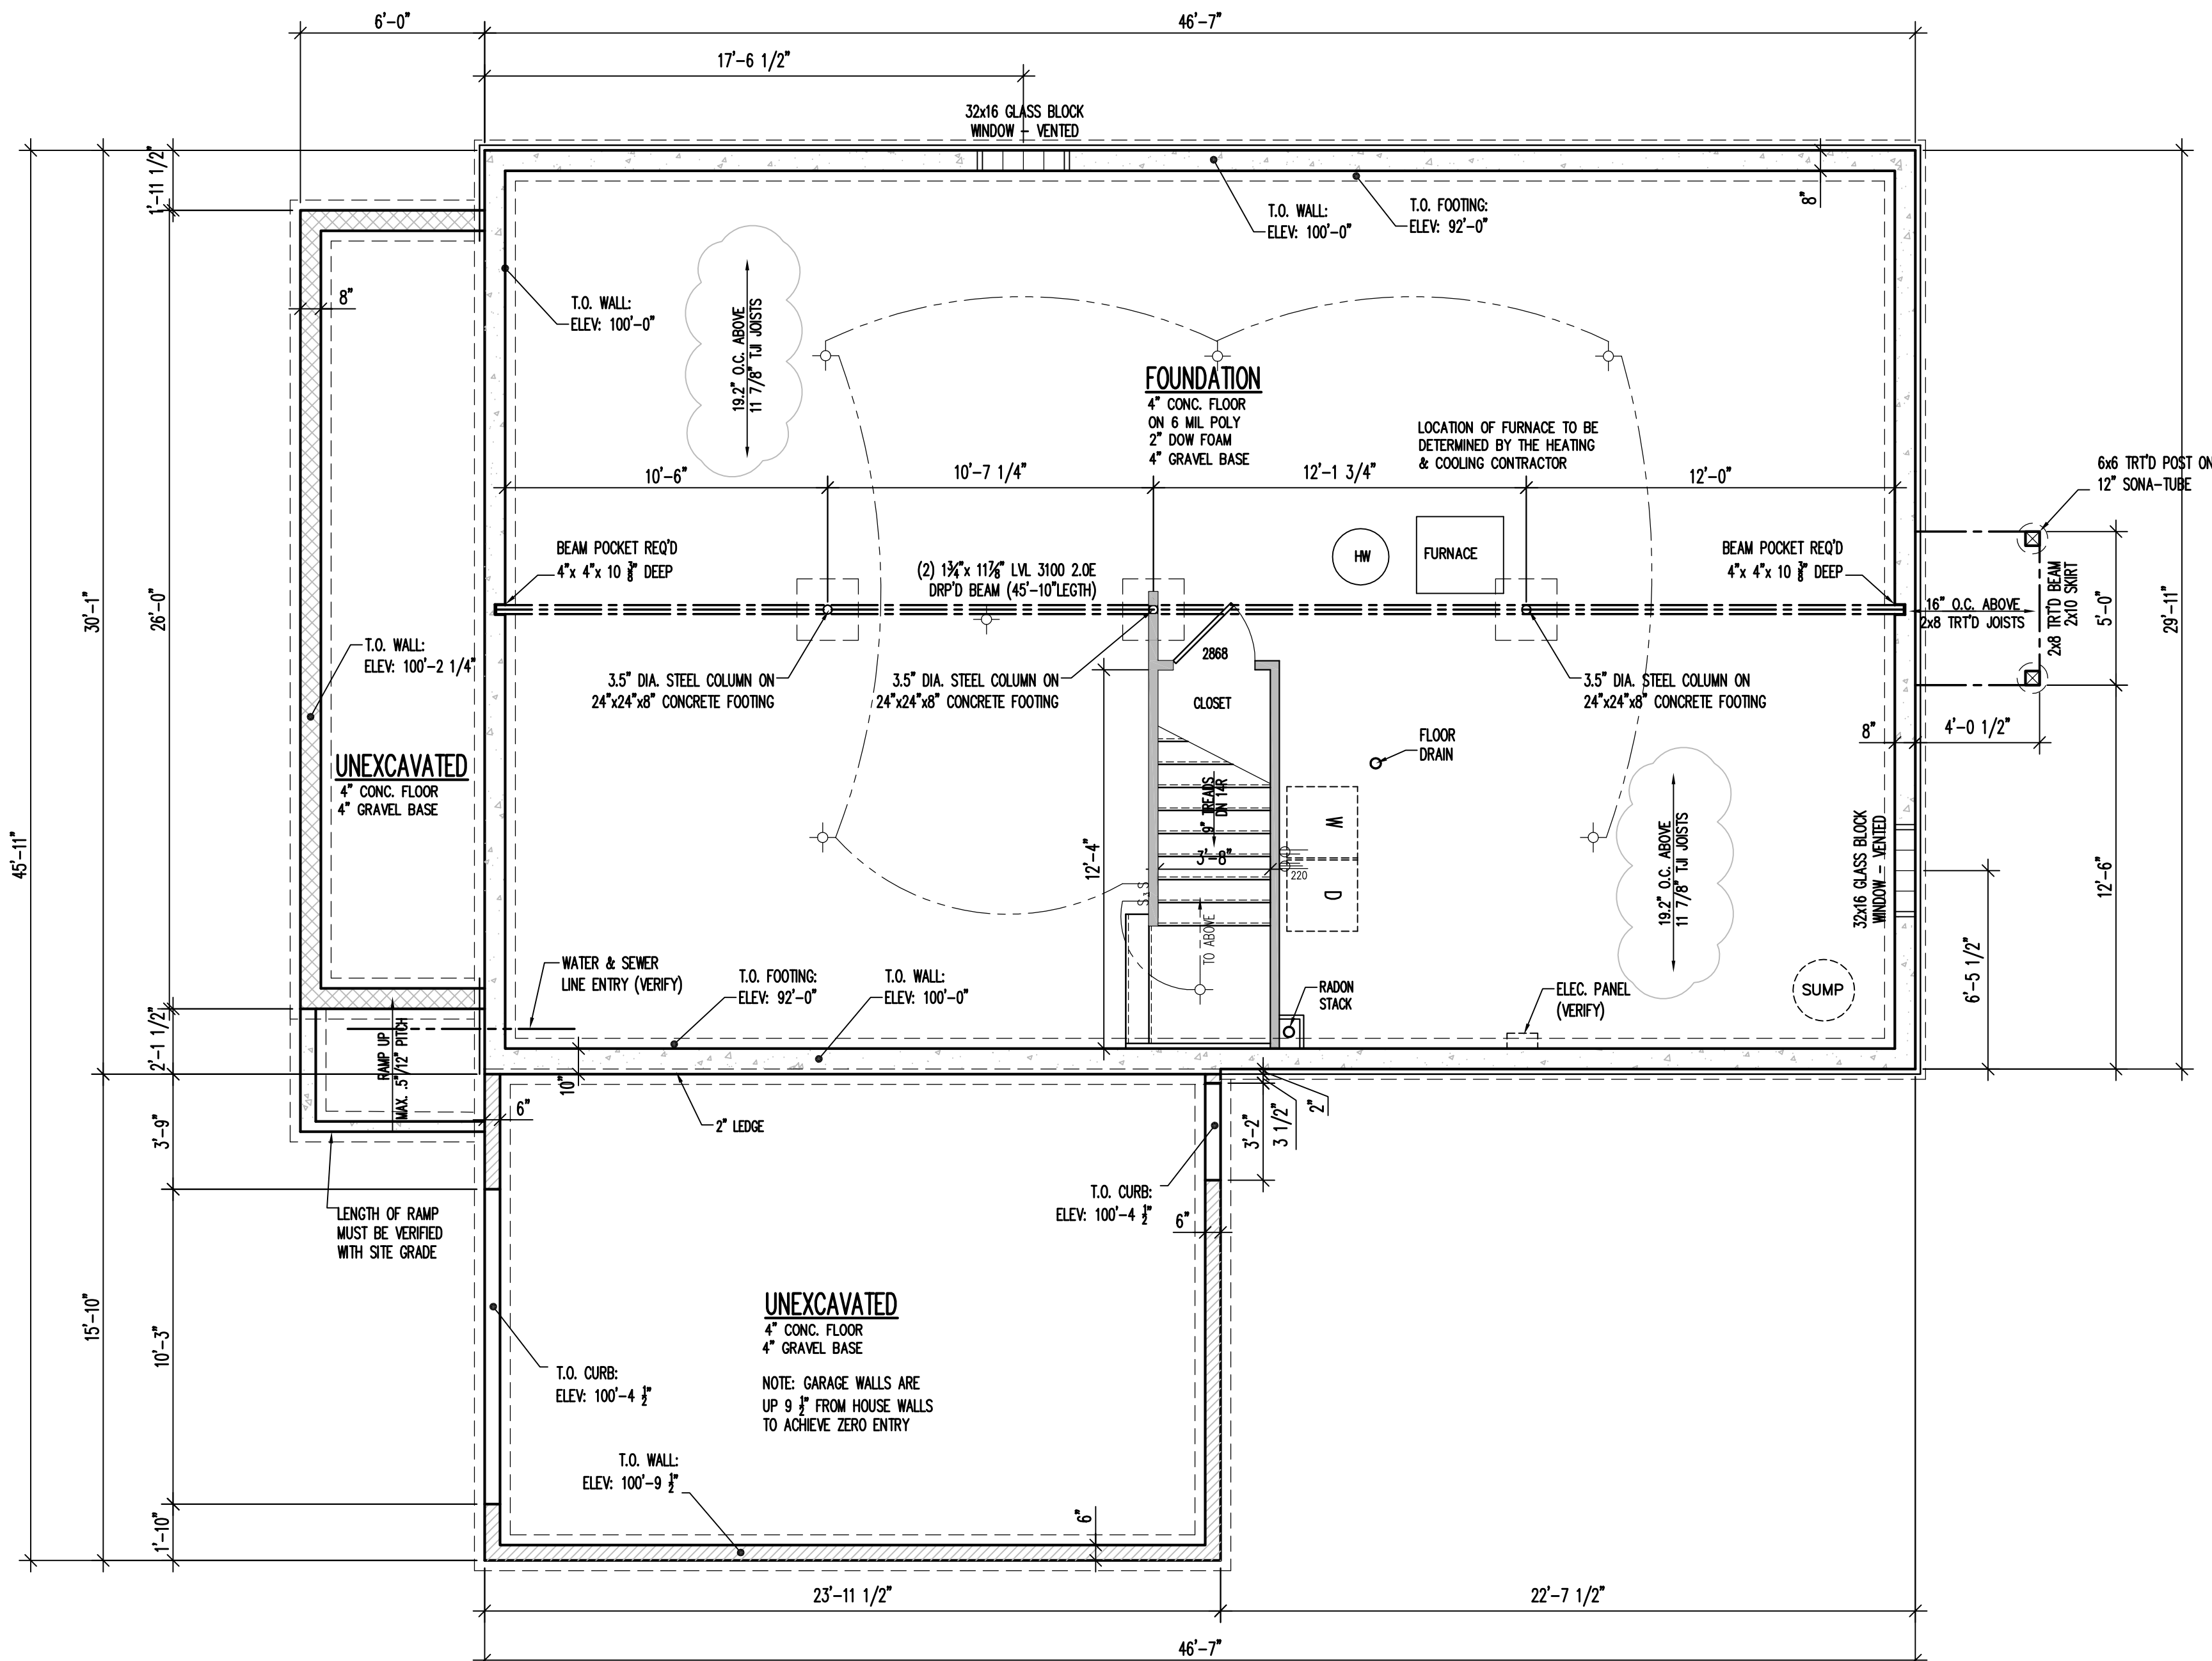 6'-0"
46'-7"
17'-6 1/2"
32x16 GLASS BLOCK
WINDOW - VENTED
1'-11 1/2"
8"
T.O. WALL:
ELEV: 100'-0"
T.O. FOOTING:
ELEV: 92'-0"
8"
T.O. WALL:
ELEV: 100'-0"
19.2" O.C. ABOVE
11 7/8" TJI JOISTS
FOUNDATION
4" CONC. FLOOR
ON 6 MIL POLY
2" DOW FOAM
4" GRAVEL BASE
LOCATION OF FURNACE TO BE
DETERMINED BY THE HEATING
& COOLING CONTRACTOR
10'-6"
10'-7 1/4"
12'-1 3/4"
12'-0"
6x6 TRT'D POST ON
12" SONA-TUBE
BEAM POCKET REQ'D
4"x 4"x 10 3/8" DEEP
(2) 1 3/4"x 11 7/8" LVL 3100 2.0E
DRP'D BEAM (45'-10"LEGTH)
HW
FURNACE
BEAM POCKET REQ'D
4"x 4"x 10 3/8" DEEP
16" O.C. ABOVE
2x8 TRT'D JOISTS
2x8 TRT'D BEAM
2x10 SKIRT
5'-0"
29'-11"
30'-1"
26'-0"
T.O. WALL:
ELEV: 100'-2 1/4"
3.5" DIA. STEEL COLUMN ON
24"x24"x8" CONCRETE FOOTING
3.5" DIA. STEEL COLUMN ON
24"x24"x8" CONCRETE FOOTING
2868
CLOSET
3.5" DIA. STEEL COLUMN ON
24"x24"x8" CONCRETE FOOTING
8"
4'-0 1/2"
FLOOR
DRAIN
UNEXCAVATED
4" CONC. FLOOR
4" GRAVEL BASE
45'-11"
12'-4"
9" TREADS
DN 14R
3'-8"
W
D
220
S
3
S
TO ABOVE
19.2" O.C. ABOVE
11 7/8" TJI JOISTS
32x16 GLASS BLOCK
WINDOW - VENTED
12'-6"
6'-5 1/2"
WATER & SEWER
LINE ENTRY (VERIFY)
T.O. FOOTING:
ELEV: 92'-0"
T.O. WALL:
ELEV: 100'-0"
RADON
STACK
ELEC. PANEL
(VERIFY)
SUMP
2'-1 1/2"
RAMP UP
MAX. .5"/12" PITCH
10"
6"
2" LEDGE
3'-9"
3'-2"
3 1/2"
2"
T.O. CURB:
ELEV: 100'-4 1/2"
6"
LENGTH OF RAMP
MUST BE VERIFIED
WITH SITE GRADE
15'-10"
10'-3"
UNEXCAVATED
4" CONC. FLOOR
4" GRAVEL BASE
T.O. CURB:
ELEV: 100'-4 1/2"
NOTE: GARAGE WALLS ARE
UP 9 1/2" FROM HOUSE WALLS
TO ACHIEVE ZERO ENTRY
T.O. WALL:
ELEV: 100'-9 1/2"
6"
1'-10"
23'-11 1/2"
22'-7 1/2"
46'-7"